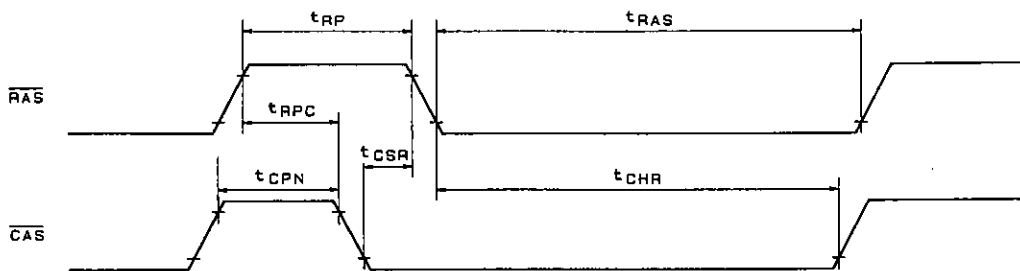 tRP
tRAS
RAS
tRPC
tCSR
tCPN
tCHR
CAS